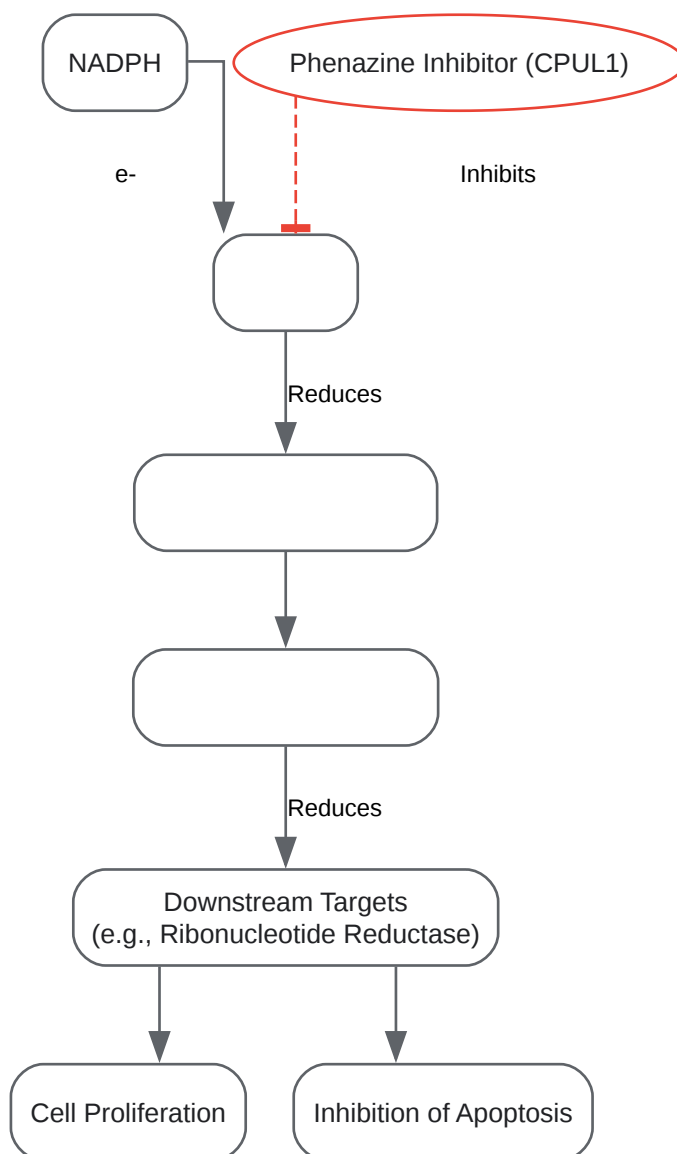 NADPH
Phenazine Inhibitor (CPUL1)
e-
Inhibits
Reduces
Reduces
Downstream Targets
(e.g., Ribonucleotide Reductase)
Cell Proliferation
Inhibition of Apoptosis